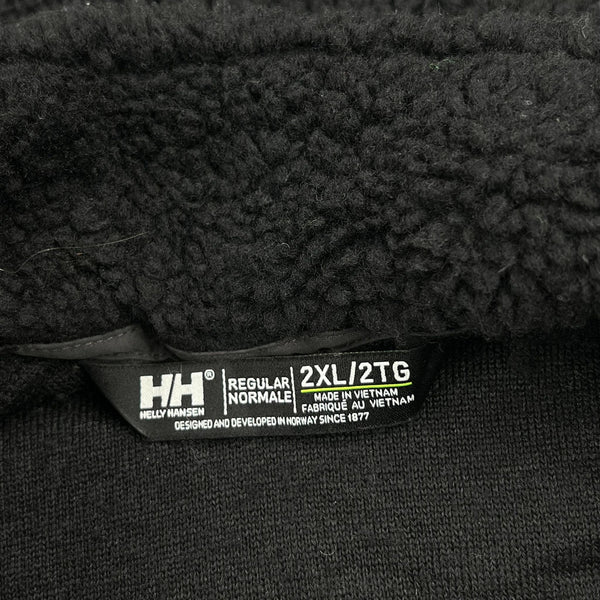 HH®
HELLY HANSEN
REGULAR
NORMALE
2XL/2TG
MADE IN VIETNAM
FABRIQUÉ AU VIETNAM
DESIGNED AND DEVELOPED IN NORWAY SINCE 1877